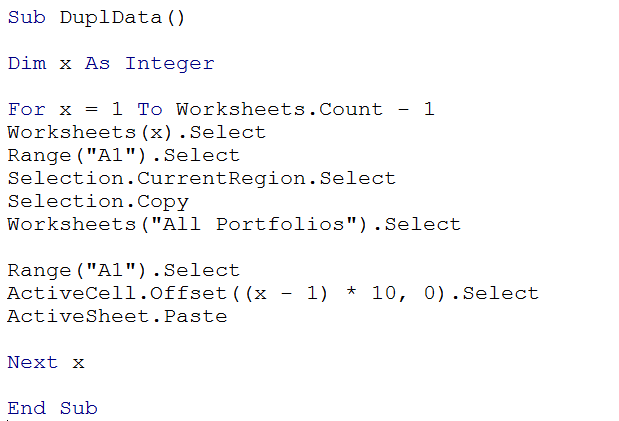 Sub DuplData()
Dim x As Integer
For x = 1 To Worksheets.Count - 1
Worksheets(x).Select
Range("A1").Select
Selection.CurrentRegion.Select
Selection.Copy
Worksheets("All Portfolios").Select
Range("A1").Select
ActiveCell.Offset((x - 1) * 10, 0).Select
ActiveSheet.Paste
Next x
End Sub